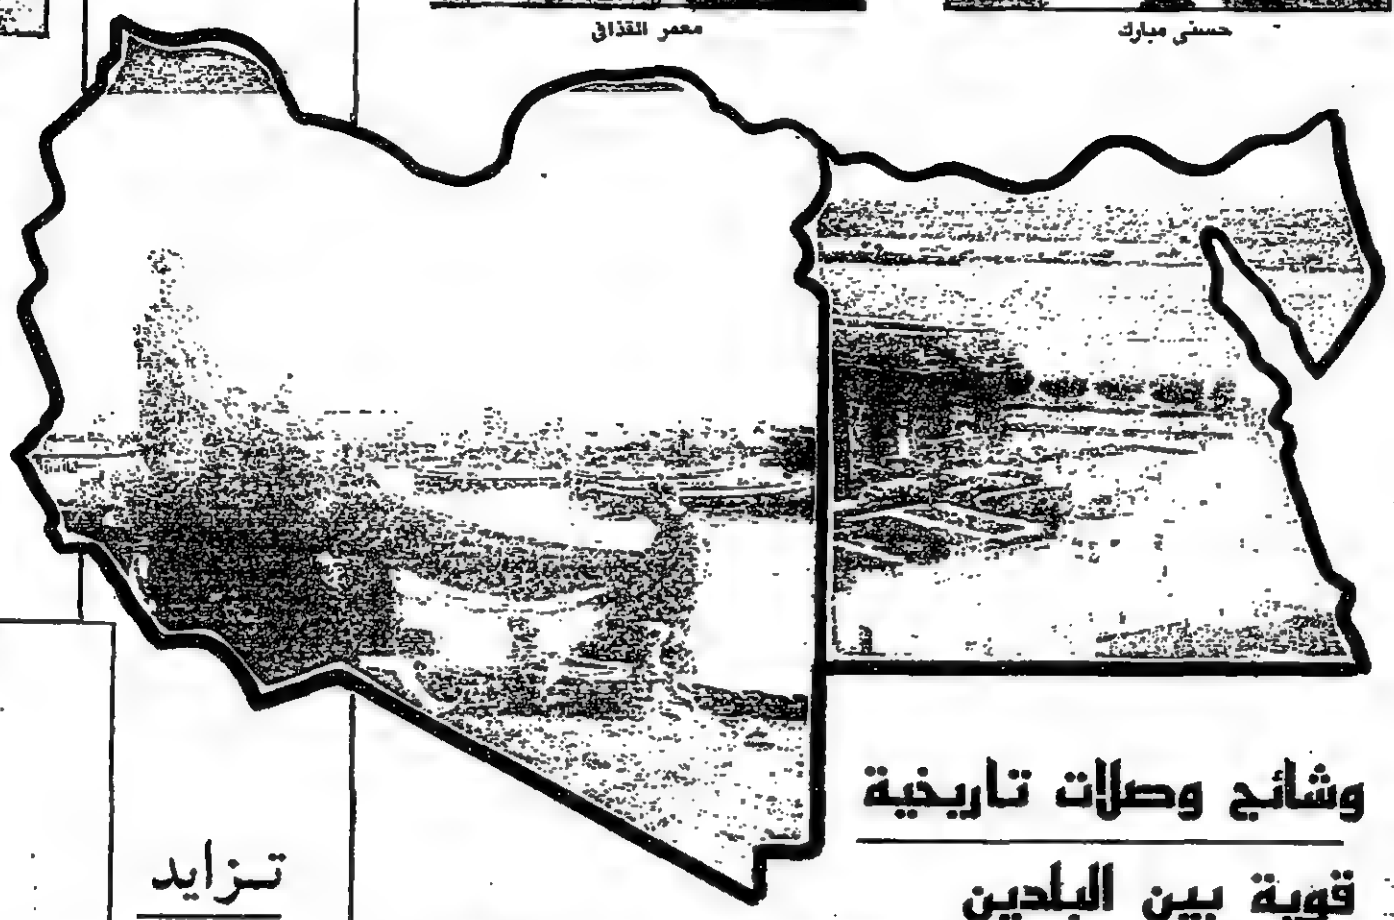 حسني مبارك
معمر القذافي
وشائج وصلات تاريخية
قوية بين البلدين
تزايد